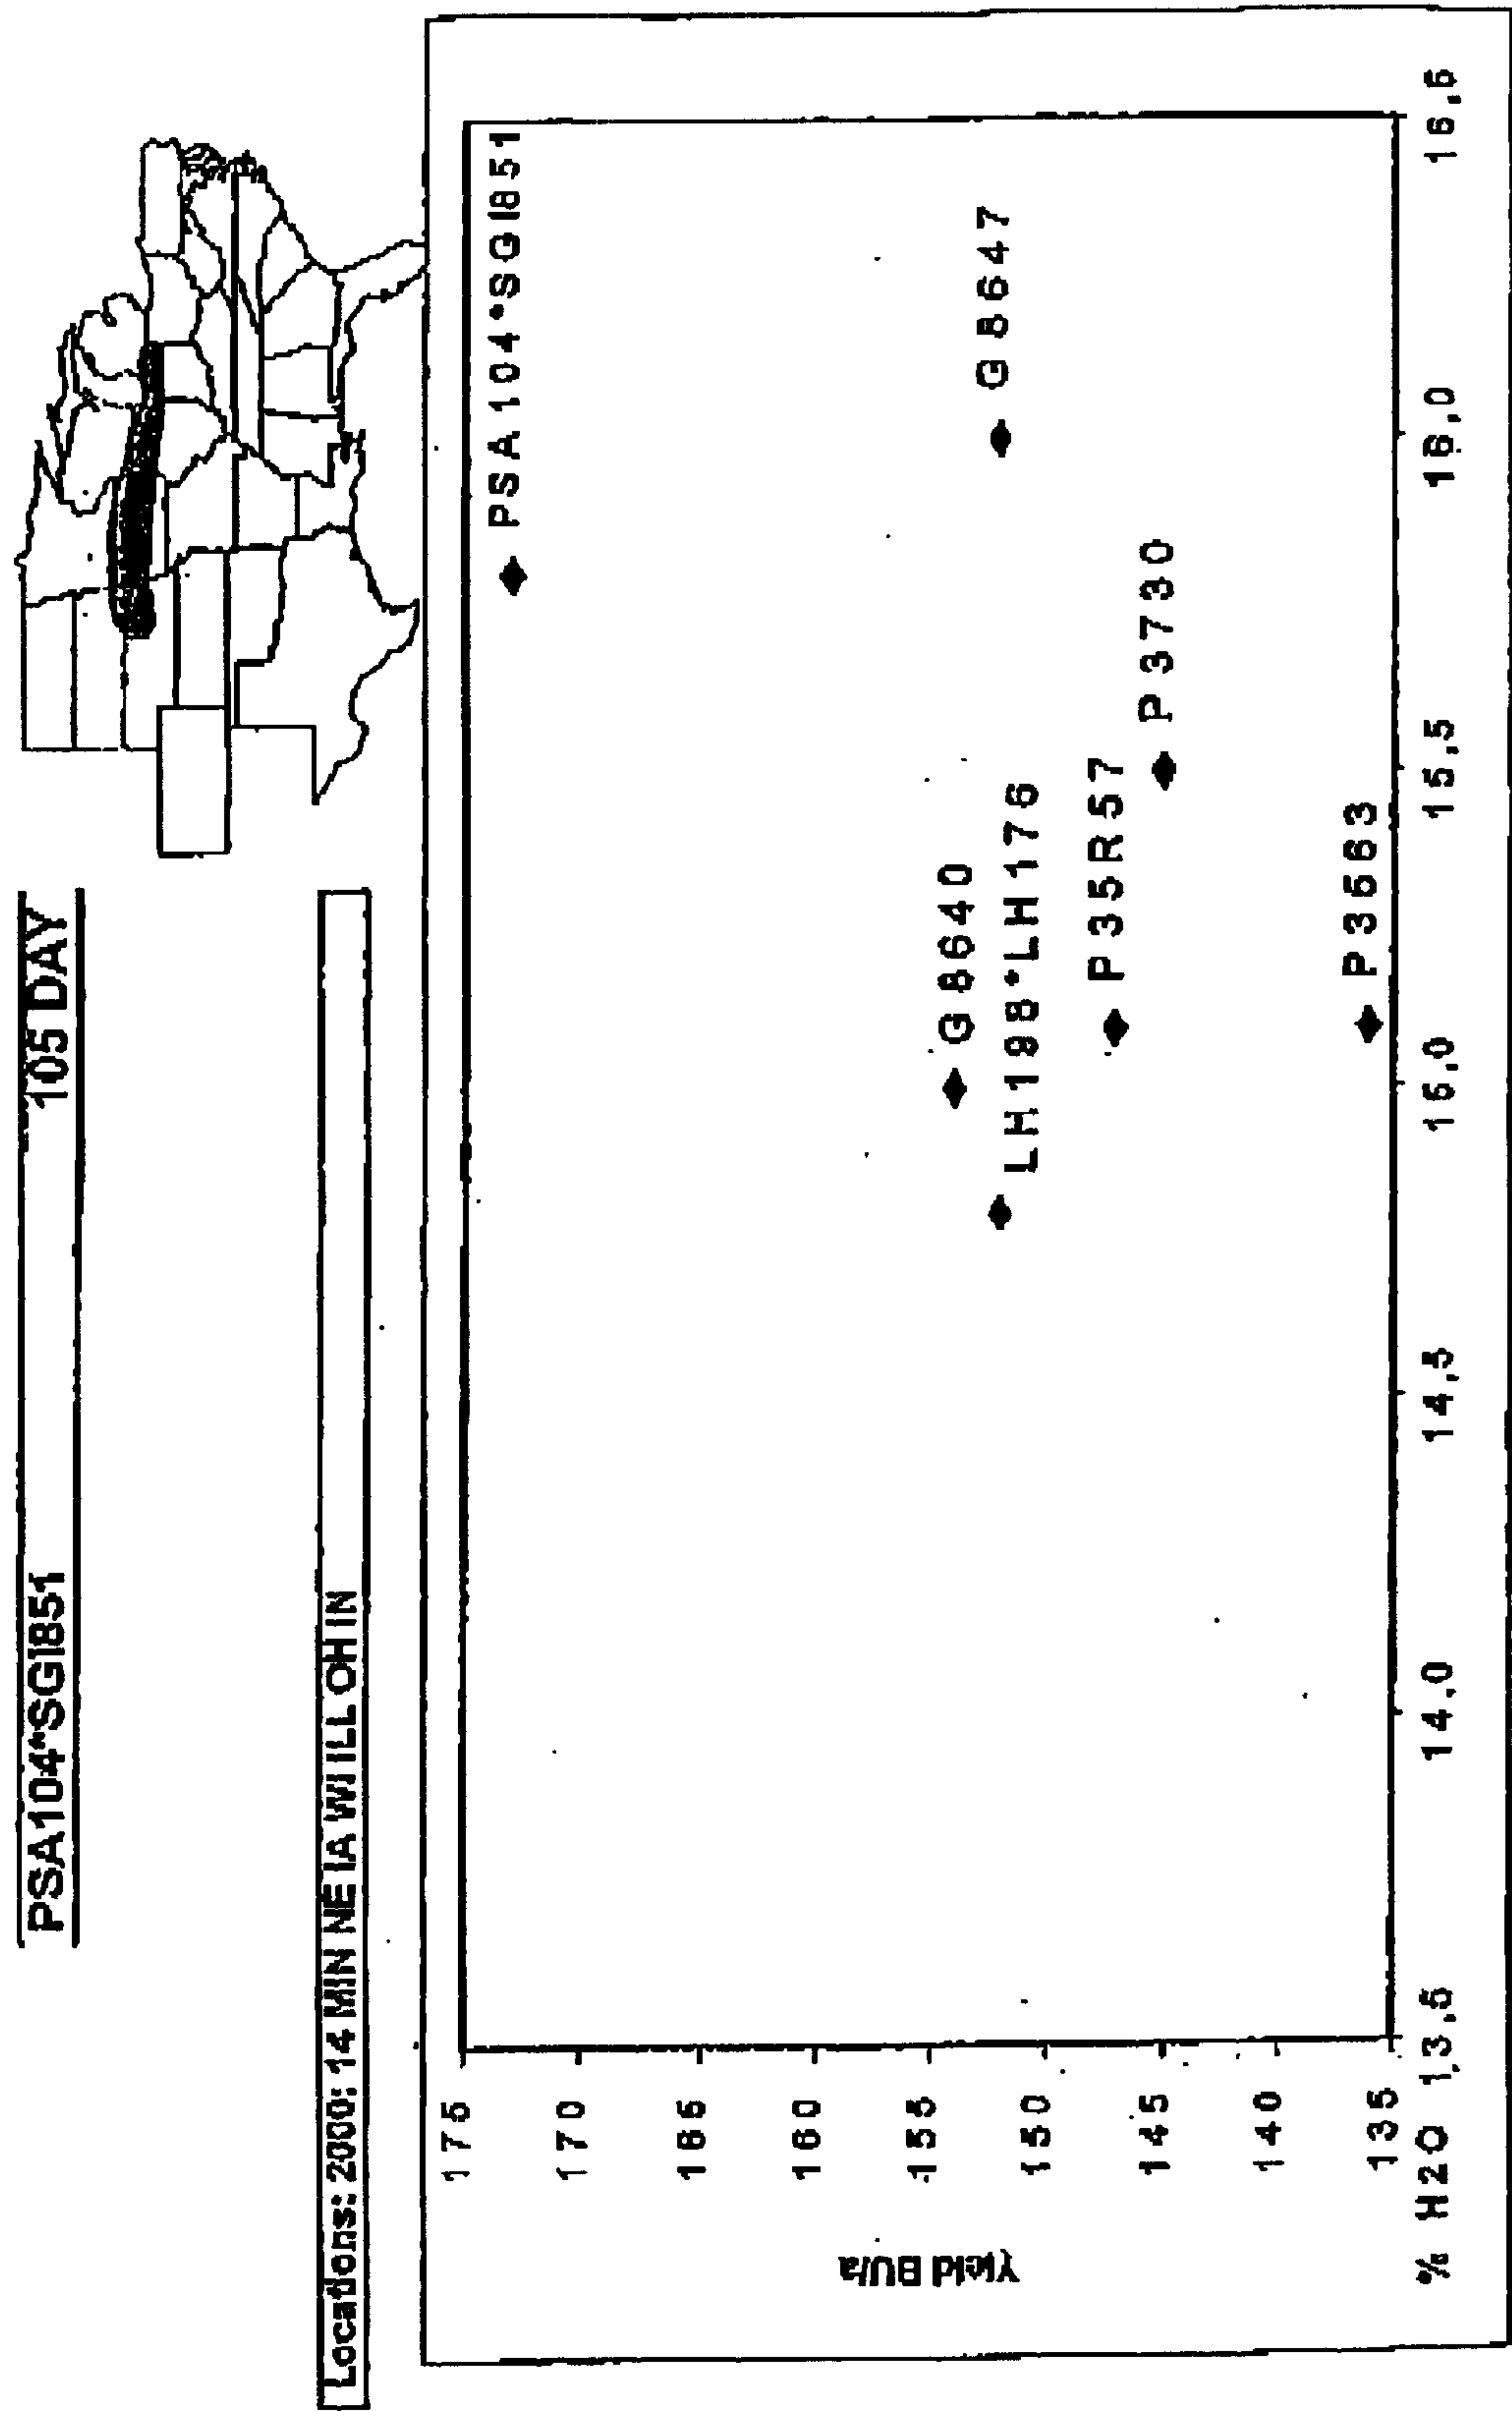 PSA104*SGI851 105 DAY
Locations: 2000: 14 MIN NE IA WI ILL OH IN
Yield BU/a
175
170
165
160
155
150
145
140
135
PSA104*SGI851
G8640
G8647
LH198*LH176
P35R57
P3730
P3563
% H2O 13.5 14.0 14.5 15.0 15.5 16.0 16.5